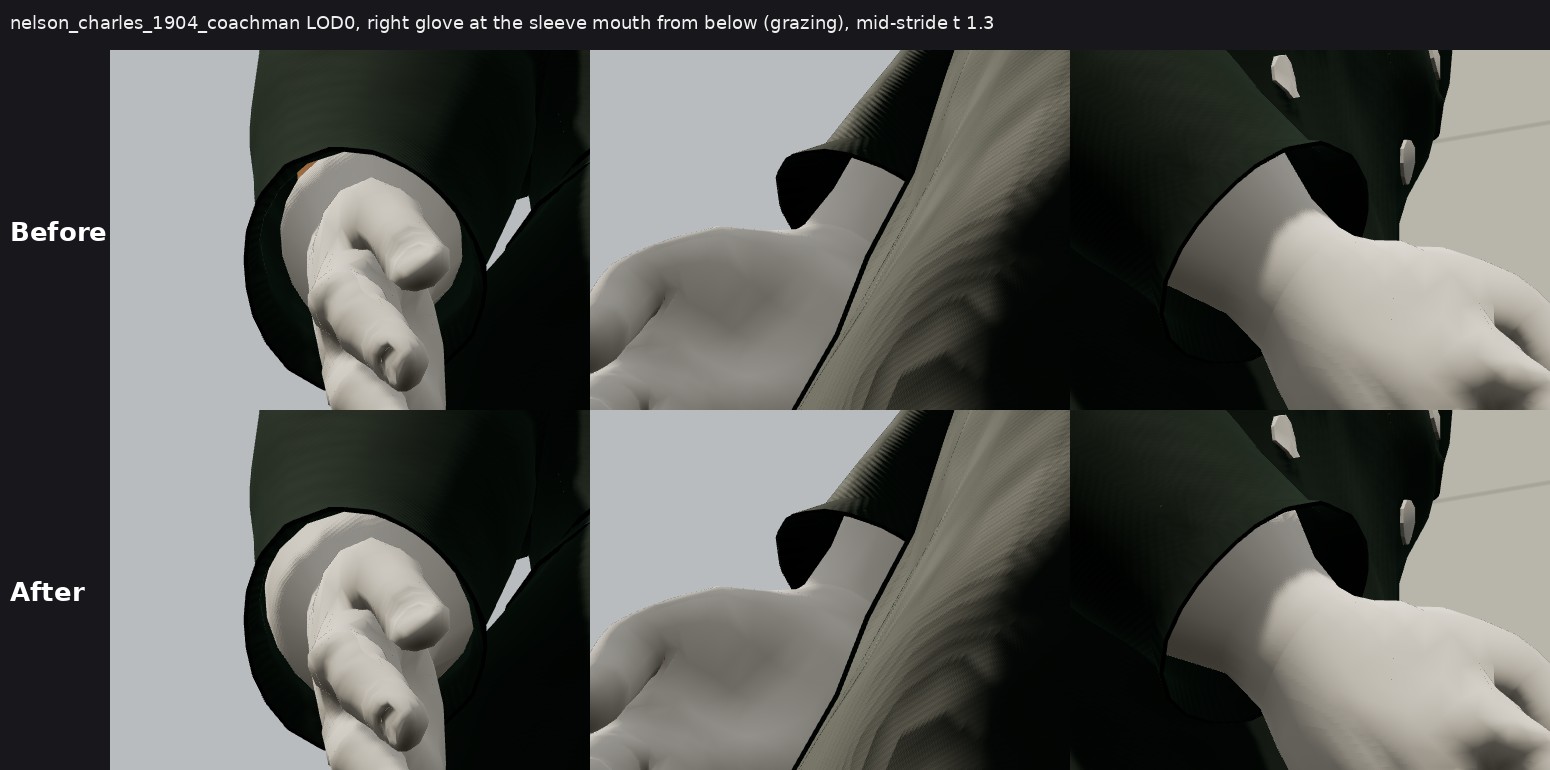 nelson_charles_1904_coachman LOD0, right glove at the sleeve mouth from below (grazing), mid-stride t 1.3
Before
After